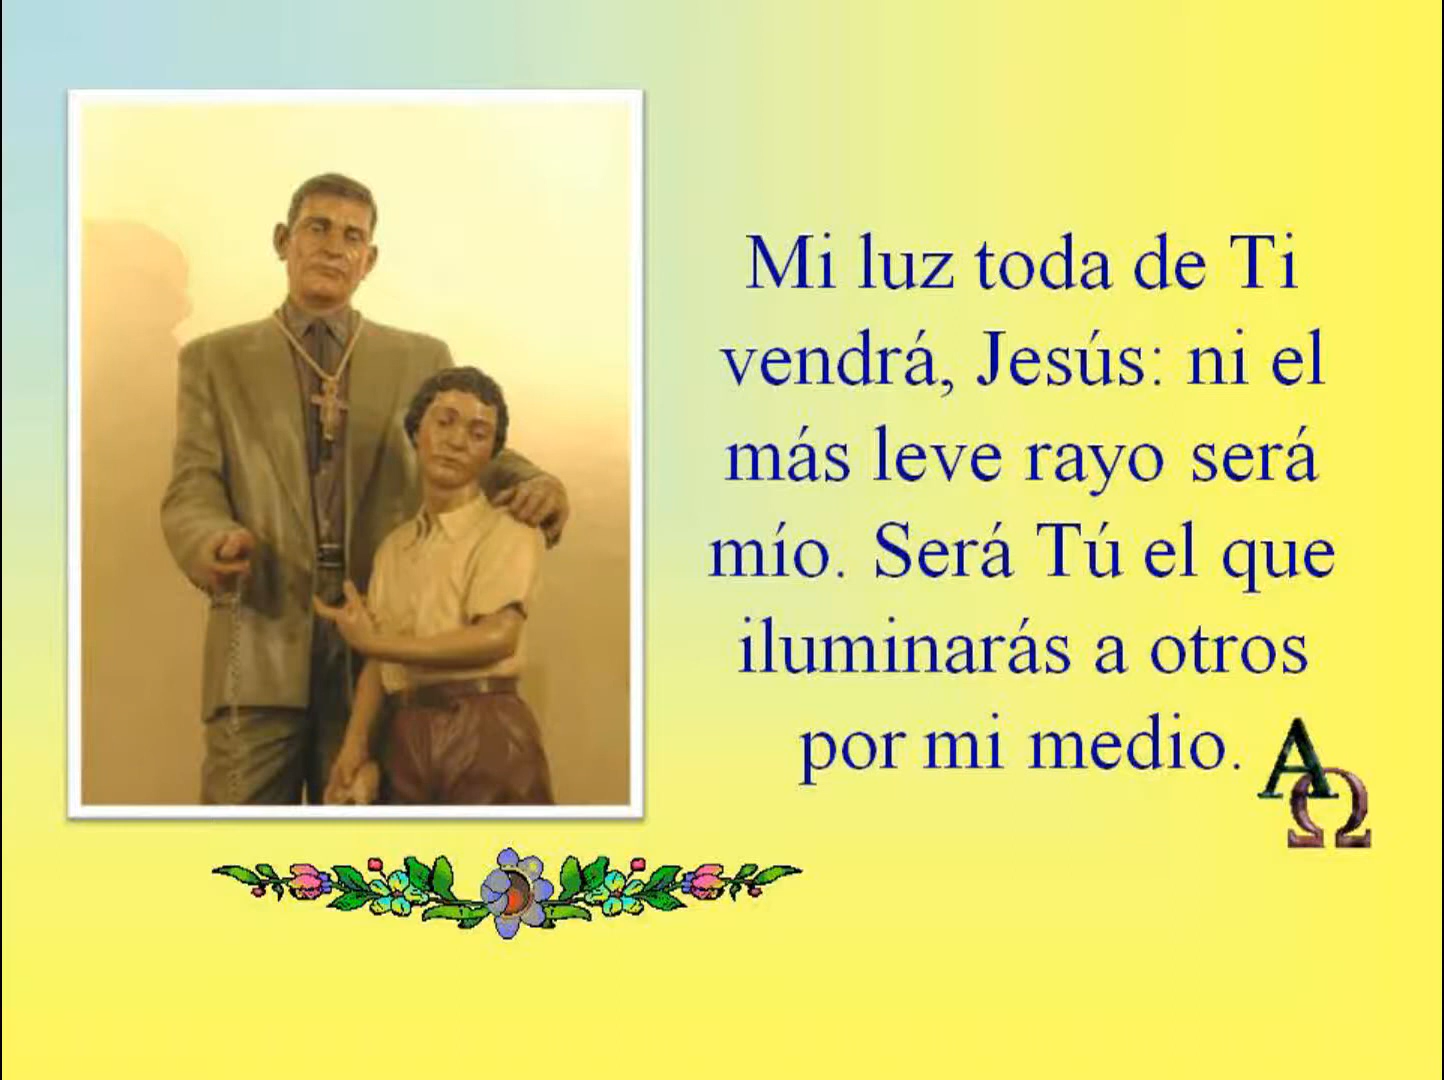 Mi luz toda de Ti
vendrá, Jesús: ni el
más leve rayo será
mío. Será Tú el que
iluminarás a otros
por mi medio.
ΑΩ